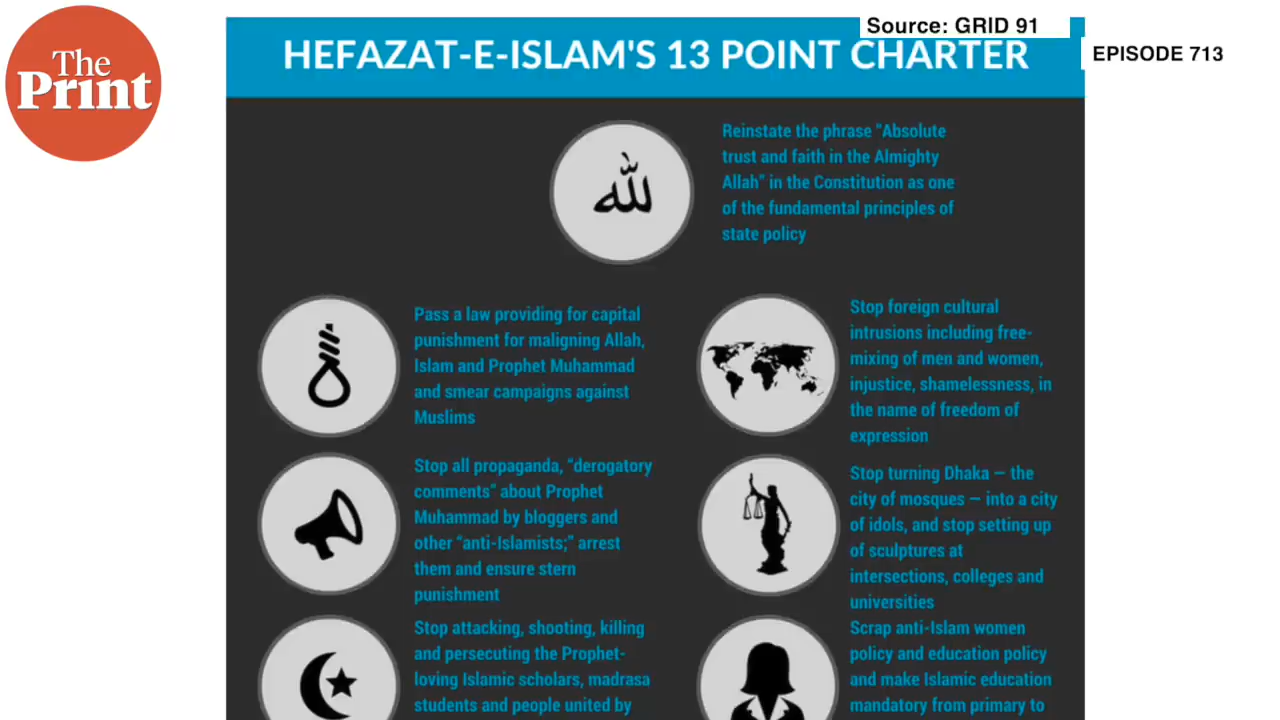 The
Print
Source: GRID 91
EPISODE 713
HEFAZAT-E-ISLAM'S 13 POINT CHARTER
الله
Reinstate the phrase "Absolute
trust and faith in the Almighty
Allah" in the Constitution as one
of the fundamental principles of
state policy
Pass a law providing for capital
punishment for maligning Allah,
Islam and Prophet Muhammad
and smear campaigns against
Muslims
Stop foreign cultural
intrusions including free-
mixing of men and women,
injustice, shamelessness, in
the name of freedom of
expression
Stop all propaganda, “derogatory
comments” about Prophet
Muhammad by bloggers and
other “anti-Islamists;” arrest
them and ensure stern
punishment
Stop turning Dhaka — the
city of mosques — into a city
of idols, and stop setting up
of sculptures at
intersections, colleges and
universities
Stop attacking, shooting, killing
and persecuting the Prophet-
loving Islamic scholars, madrasa
students and people united by
Scrap anti-Islam women
policy and education policy
and make Islamic education
mandatory from primary to